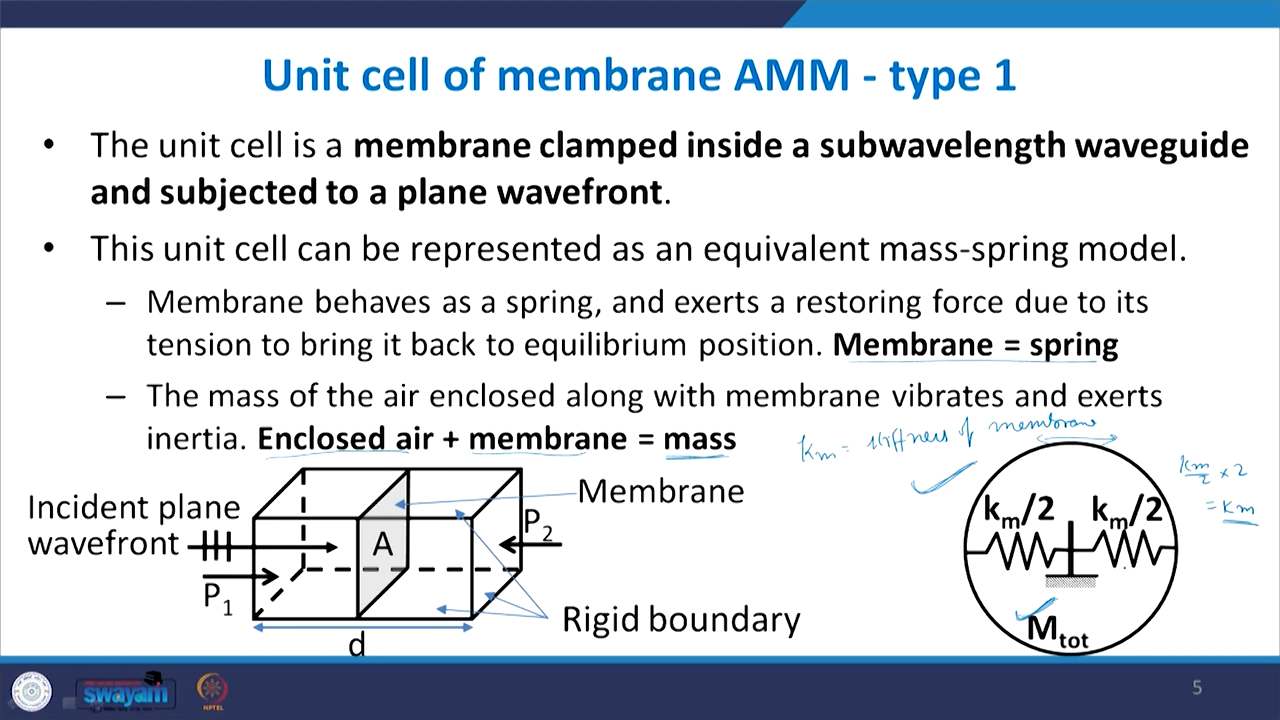 Unit cell of membrane AMM - type 1
• The unit cell is a membrane clamped inside a subwavelength waveguide
and subjected to a plane wavefront.
• This unit cell can be represented as an equivalent mass-spring model.
– Membrane behaves as a spring, and exerts a restoring force due to its
tension to bring it back to equilibrium position. Membrane = spring
– The mass of the air enclosed along with membrane vibrates and exerts
inertia. Enclosed air + membrane = mass
Km = stiffness of membrane
Incident plane
wavefront
P1
A
d
P2
Membrane
Rigid boundary
km/2 km/2
Mtot
Km/2 × 2
= Km
swayam
NPTEL
5